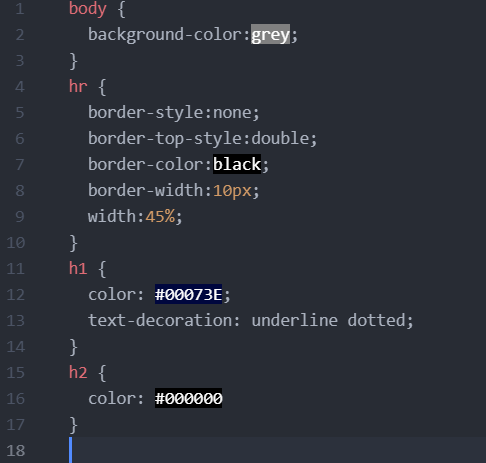 1 body {
2   background-color:grey;
3 }
4 hr {
5   border-style:none;
6   border-top-style:double;
7   border-color:black;
8   border-width:10px;
9   width:45%;
10 }
11 h1 {
12   color: #00073E;
13   text-decoration: underline dotted;
14 }
15 h2 {
16   color: #000000
17 }
18